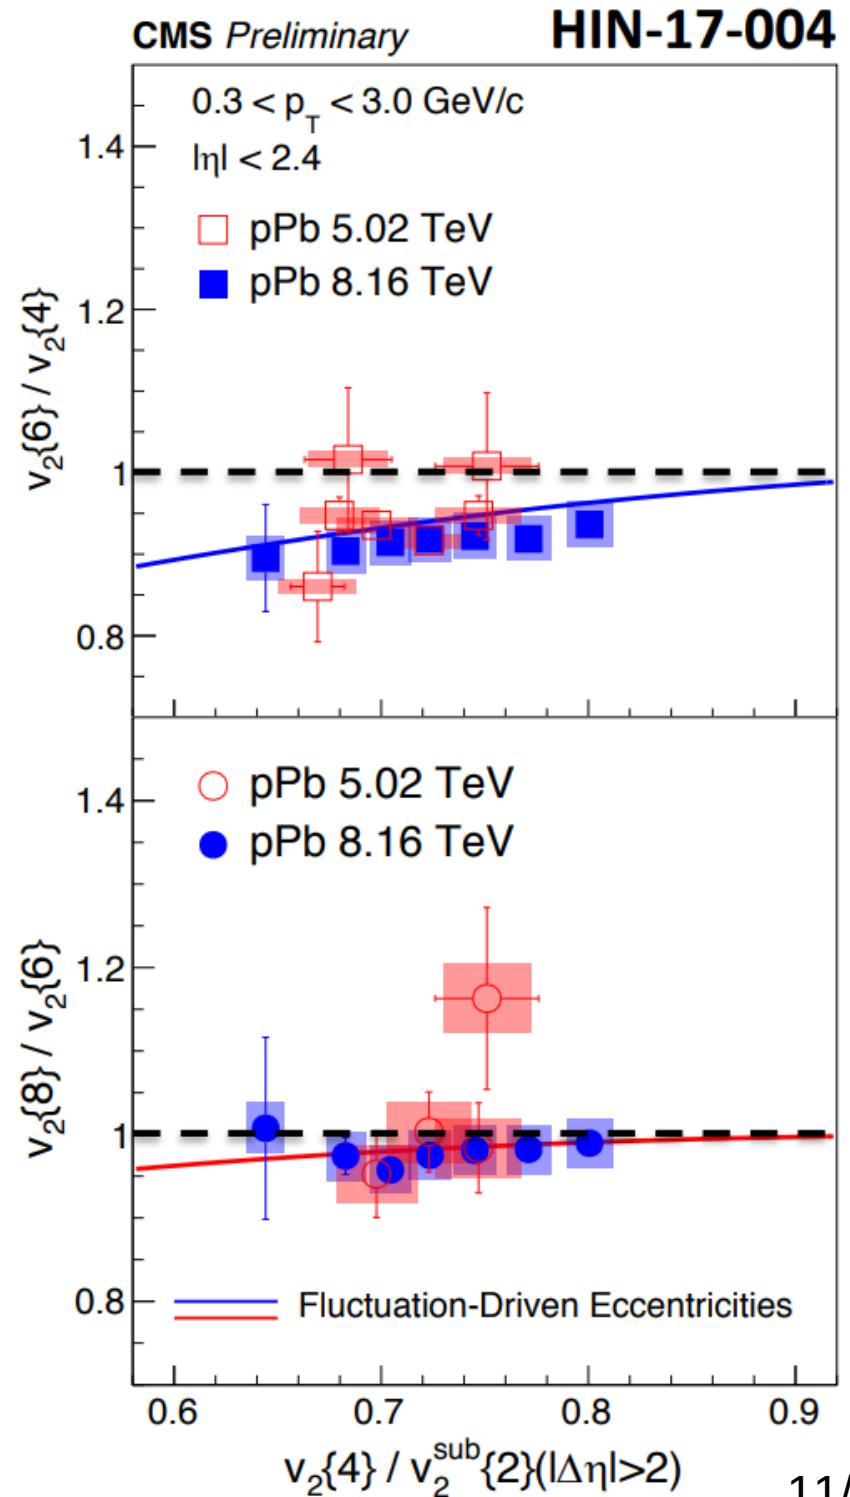 CMS Preliminary HIN-17-004
0.3 < p_T < 3.0 GeV/c
|η| < 2.4
pPb 5.02 TeV
pPb 8.16 TeV
v_2{6} / v_2{4}
1.4
1.2
1
0.8
pPb 5.02 TeV
pPb 8.16 TeV
v_2{8} / v_2{6}
1.4
1.2
1
0.8
Fluctuation-Driven Eccentricities
0.6 0.7 0.8 0.9
v_2{4} / v_2^sub{2}(|Δη|>2)
11/